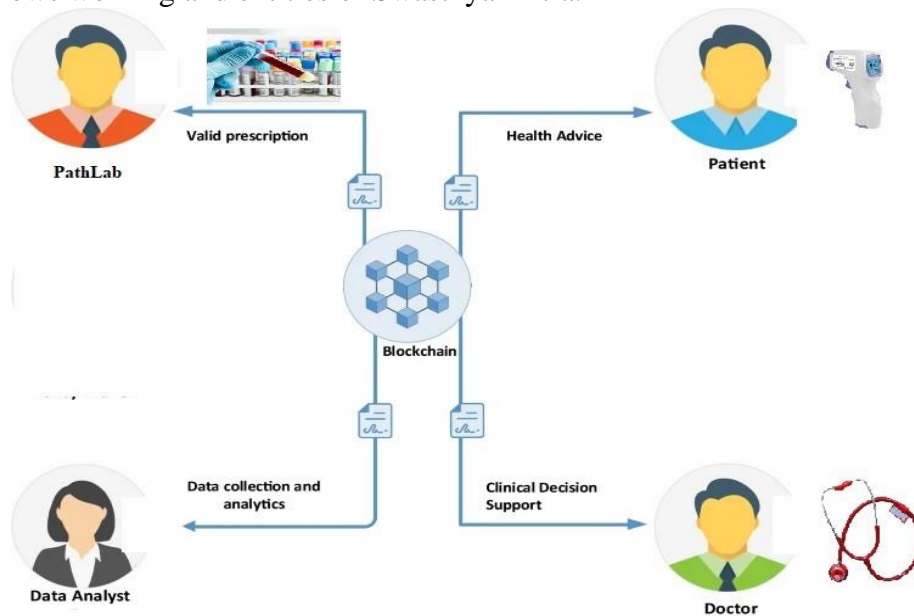 Valid prescription
PathLab
Health Advice
Patient
Blockchain
Data collection and
analytics
Data Analyst
Clinical Decision
Support
Doctor